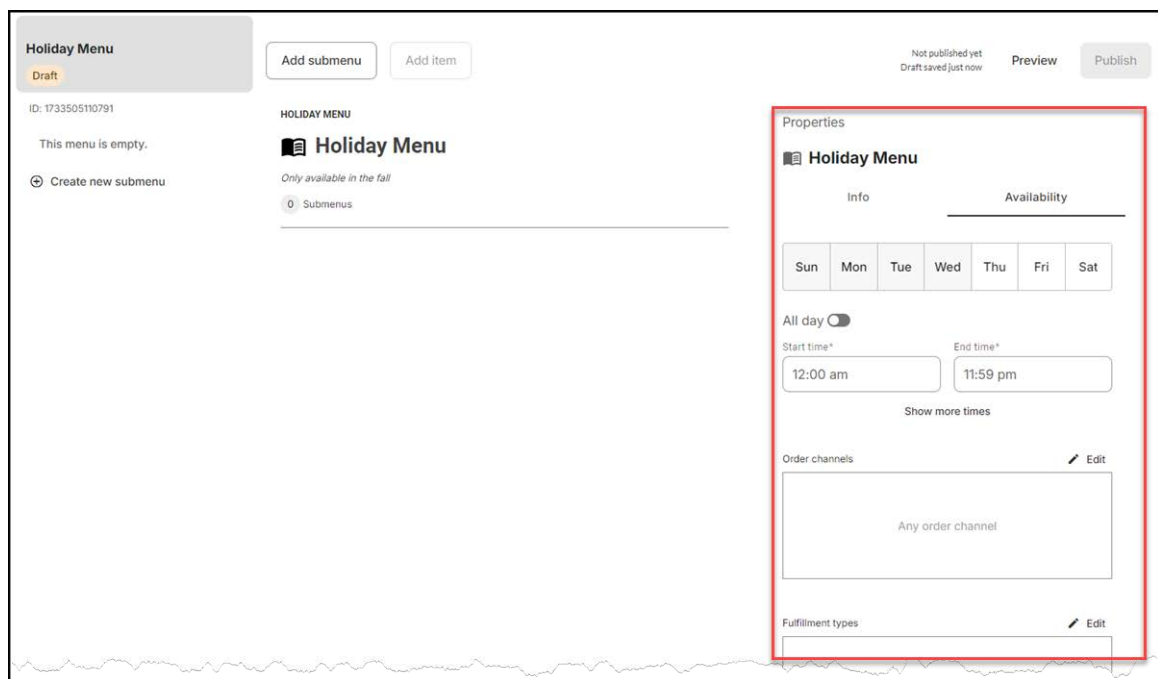 Holiday Menu
Draft
ID: 1733505110791
This menu is empty.
Create new submenu
Add submenu
Add item
Not published yet
Draft saved just now
Preview
Publish
HOLIDAY MENU
Holiday Menu
Only available in the fall
0 Submenus
Properties
Holiday Menu
Info
Availability
Sun Mon Tue Wed Thu Fri Sat
All day
Start time* End time*
12:00 am 11:59 pm
Show more times
Order channels Edit
Any order channel
Fulfillment types Edit